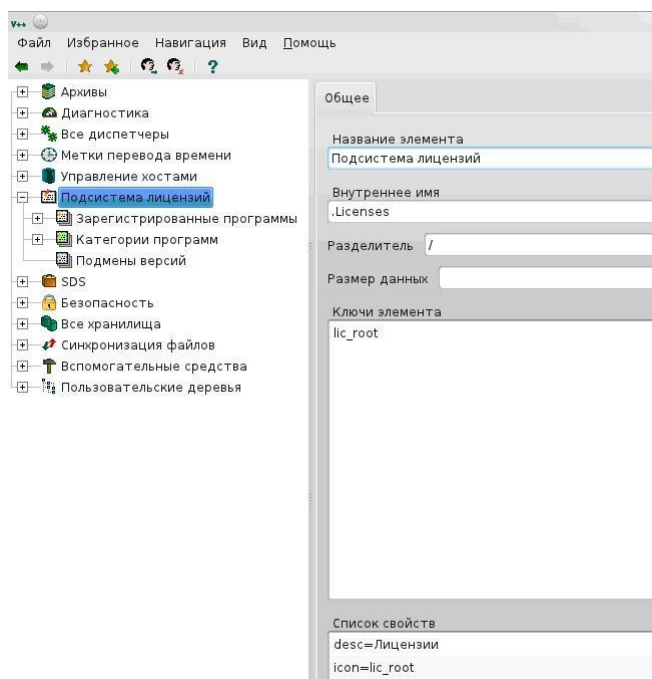 V++
Файл Избранное Навигация Вид Помощь
?
Архивы
Диагностика
Все диспетчеры
Метки перевода времени
Управление хостами
Подсистема лицензий
Зарегистрированные программы
Категории программ
Подмены версий
SDS
Безопасность
Все хранилища
Синхронизация файлов
Вспомогательные средства
Пользовательские деревья
Общее
Название элемента
Подсистема лицензий
Внутреннее имя
.Licenses
Разделитель /
Размер данных
Ключи элемента
lic_root
Список свойств
desc=Лицензии
icon=lic_root